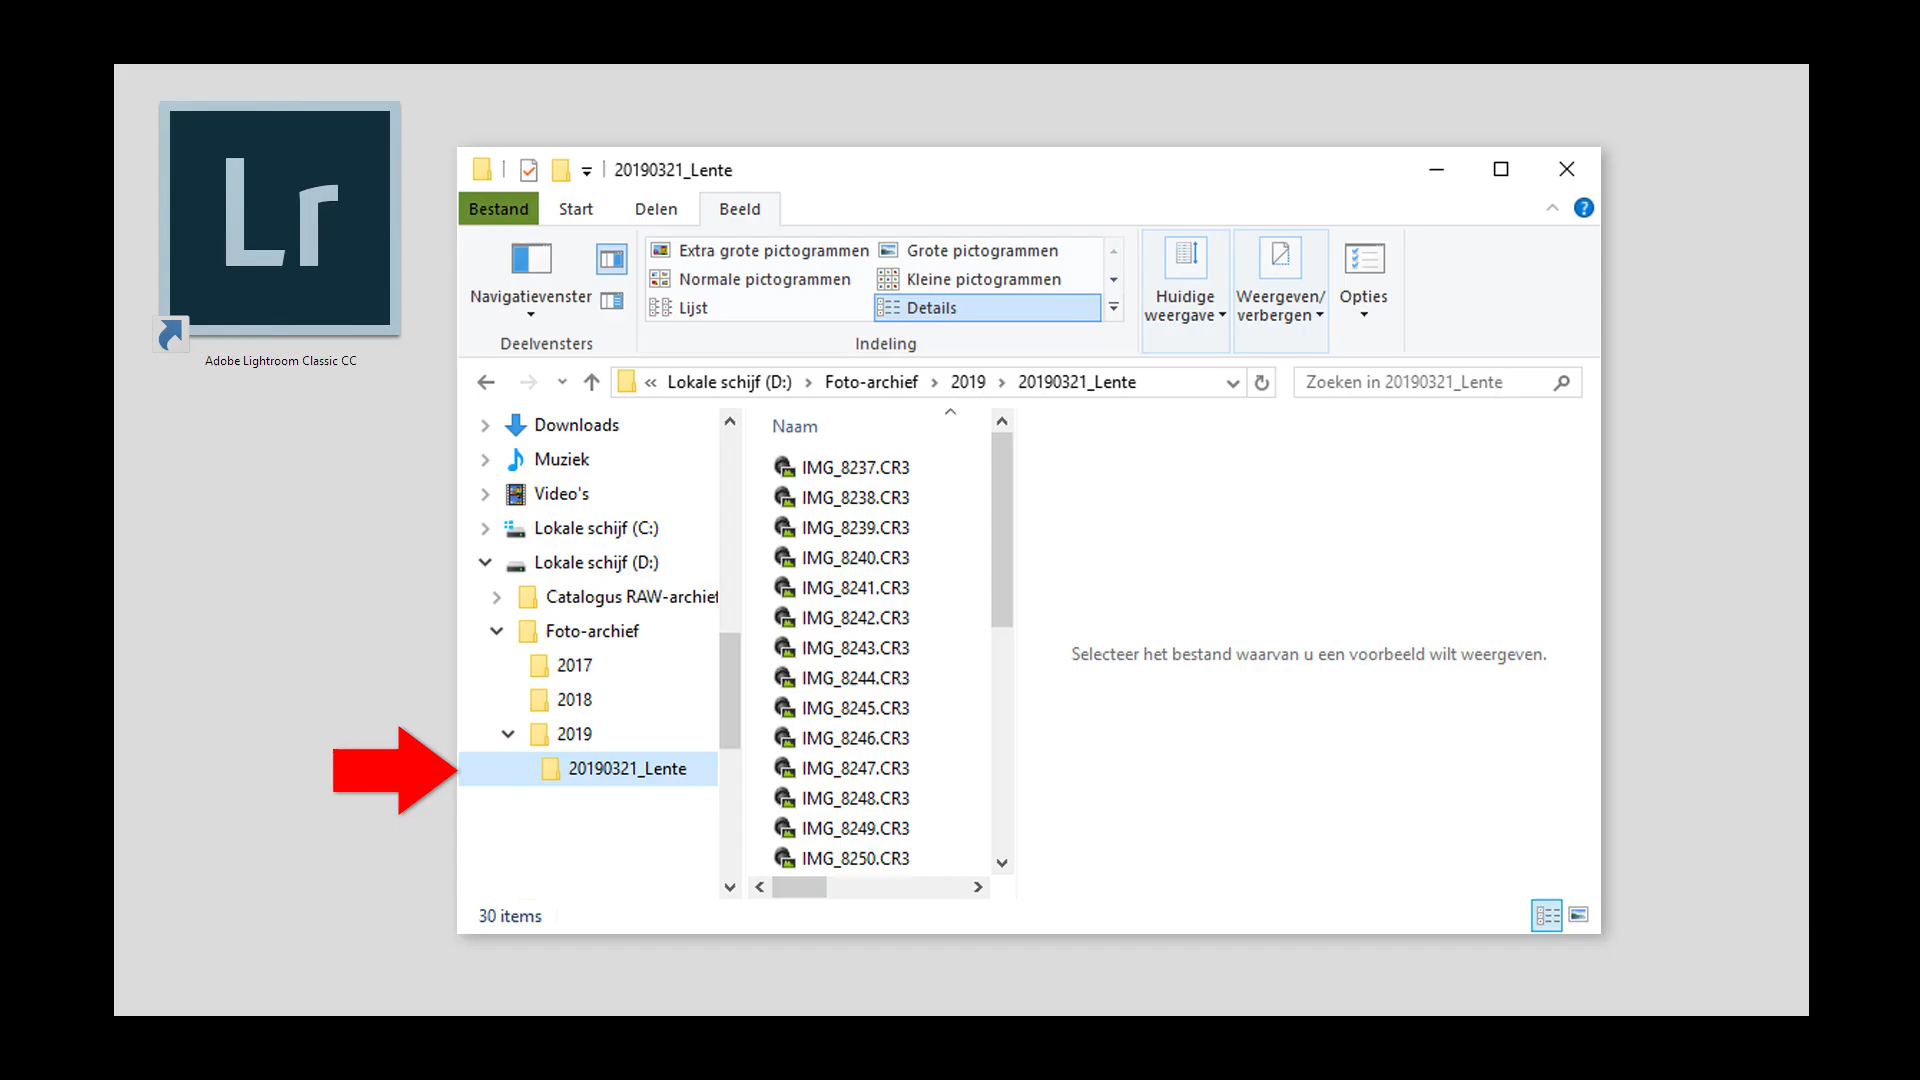 Lr
Adobe Lightroom Classic CC
20190321_Lente
Bestand Start Delen Beeld
Extra grote pictogrammen Grote pictogrammen
Normale pictogrammen Kleine pictogrammen
Lijst Details
Navigatievenster
Huidige weergave
Weergeven/ verbergen
Opties
Deelvensters Indeling
« Lokale schijf (D:) > Foto-archief > 2019 > 20190321_Lente
Zoeken in 20190321_Lente
Downloads
Muziek
Video's
Lokale schijf (C:)
Lokale schijf (D:)
Catalogus RAW-archief
Foto-archief
2017
2018
2019
20190321_Lente
Naam
IMG_8237.CR3
IMG_8238.CR3
IMG_8239.CR3
IMG_8240.CR3
IMG_8241.CR3
IMG_8242.CR3
IMG_8243.CR3
IMG_8244.CR3
IMG_8245.CR3
IMG_8246.CR3
IMG_8247.CR3
IMG_8248.CR3
IMG_8249.CR3
IMG_8250.CR3
Selecteer het bestand waarvan u een voorbeeld wilt weergeven.
30 items